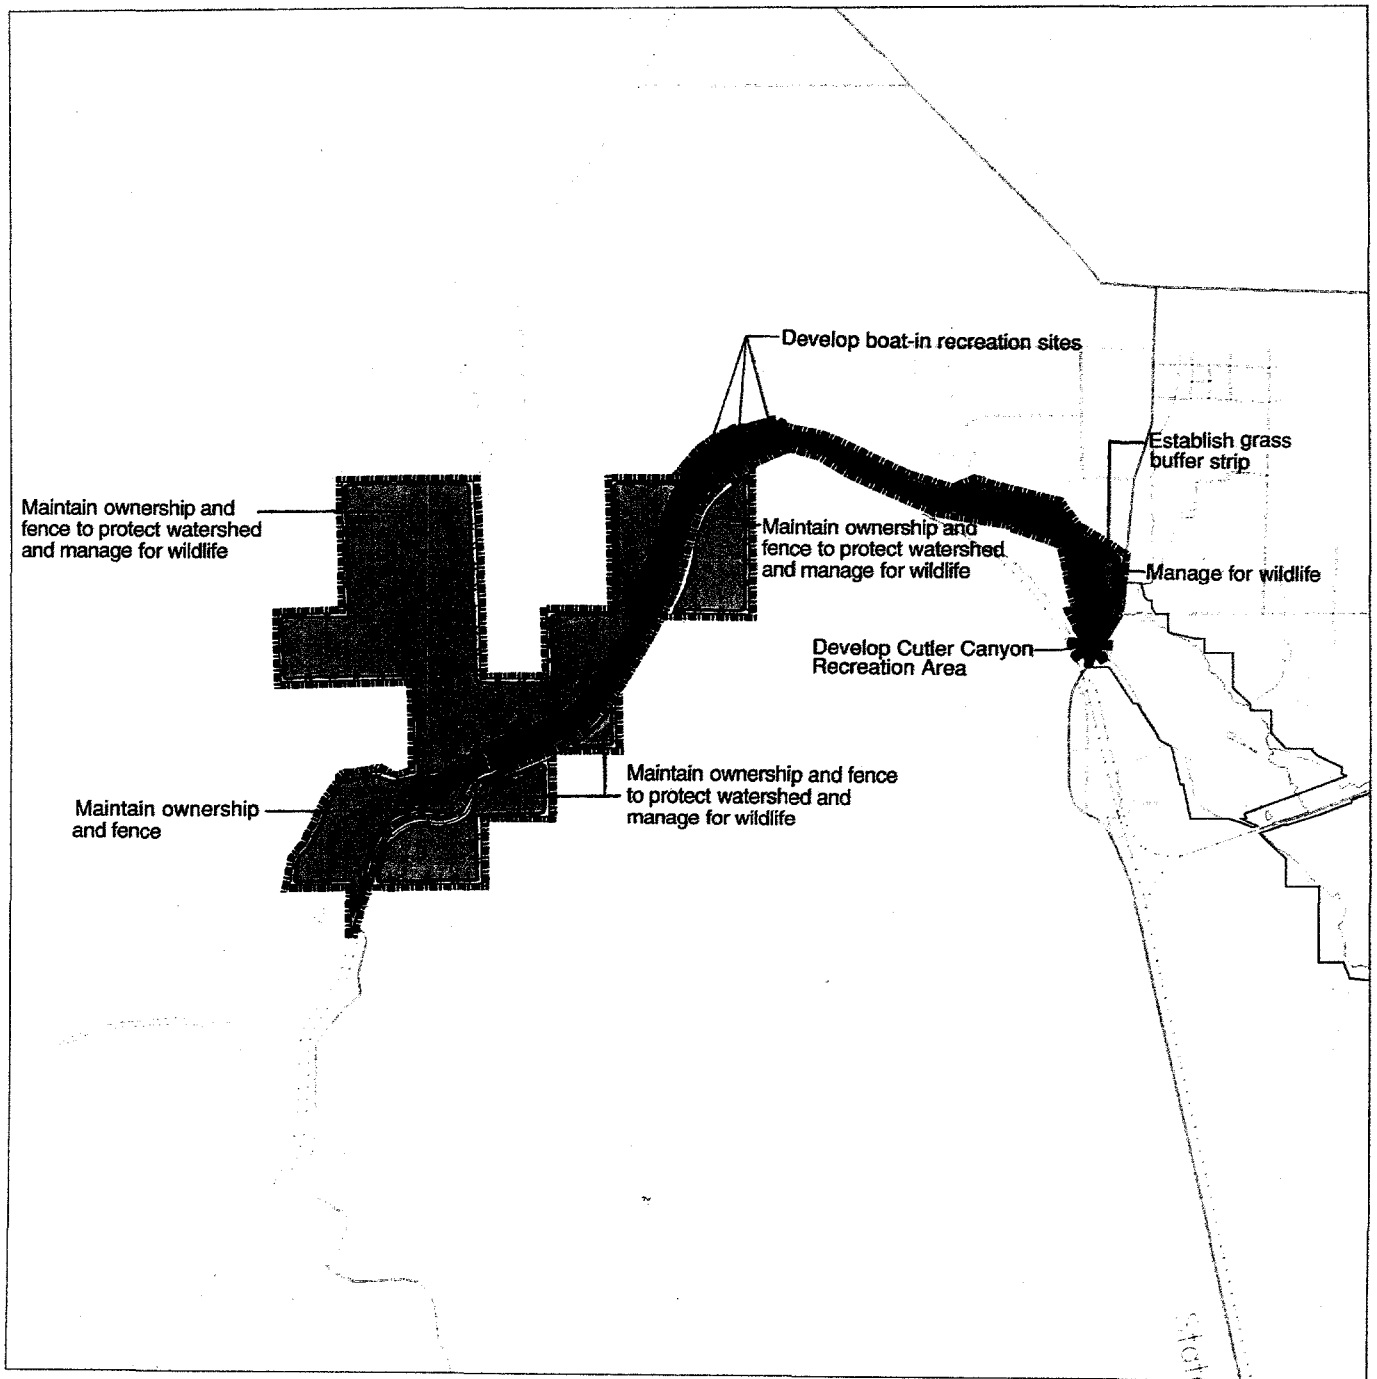 Develop boat-in recreation sites
Establish grass
buffer strip
Maintain ownership and
fence to protect watershed
and manage for wildlife
Maintain ownership and
fence to protect watershed
and manage for wildlife
Manage for wildlife
Develop Cutler Canyon
Recreation Area
Maintain ownership and fence
to protect watershed and
manage for wildlife
Maintain ownership
and fence